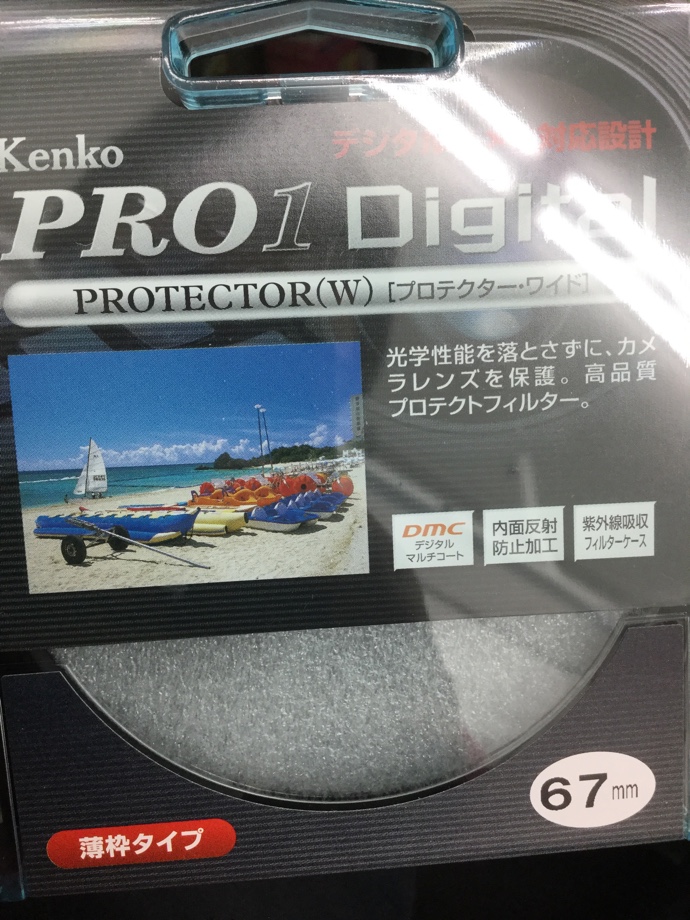 Kenko
デジタ 対応設計
PRO1 Digital
PROTECTOR(W) [プロテクター・ワイド]
光学性能を落とさずに、カメ
ラレンズを保護。高品質
プロテクトフィルター。
DMC
デジタル
マルチコート
内面反射
防止加工
紫外線吸収
フィルターケース
67mm
薄枠タイプ